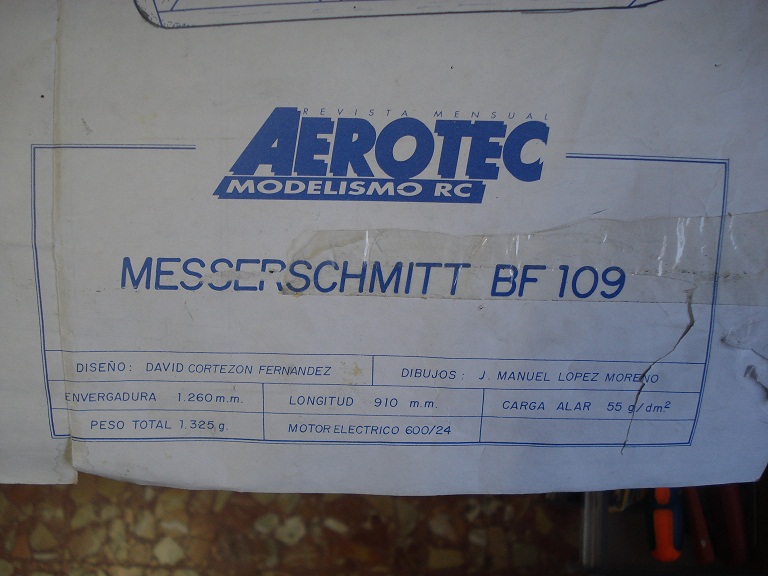 REVISTA MENSUAL
AEROTEC
MODELISMO RC
MESSERSCHMITT BF 109
DISEÑO: DAVID CORTEZON FERNANDEZ
DIBUJOS: J. MANUEL LOPEZ MORENO
ENVERGADURA 1.260 m.m.
LONGITUD 910 m.m.
CARGA ALAR 55 g/dm²
PESO TOTAL 1.325 g.
MOTOR ELECTRICO 600/24